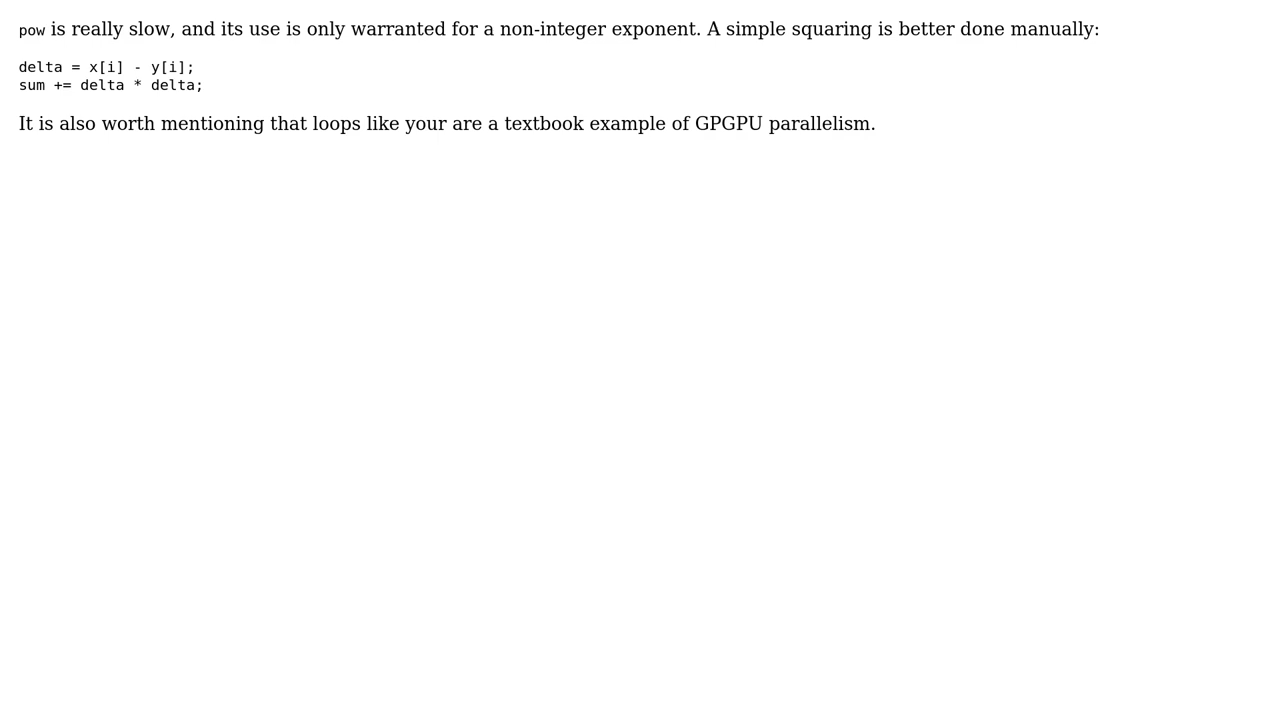 pow is really slow, and its use is only warranted for a non-integer exponent. A simple squaring is better done manually:
delta = x[i] - y[i];
sum += delta * delta;
It is also worth mentioning that loops like your are a textbook example of GPGPU parallelism.